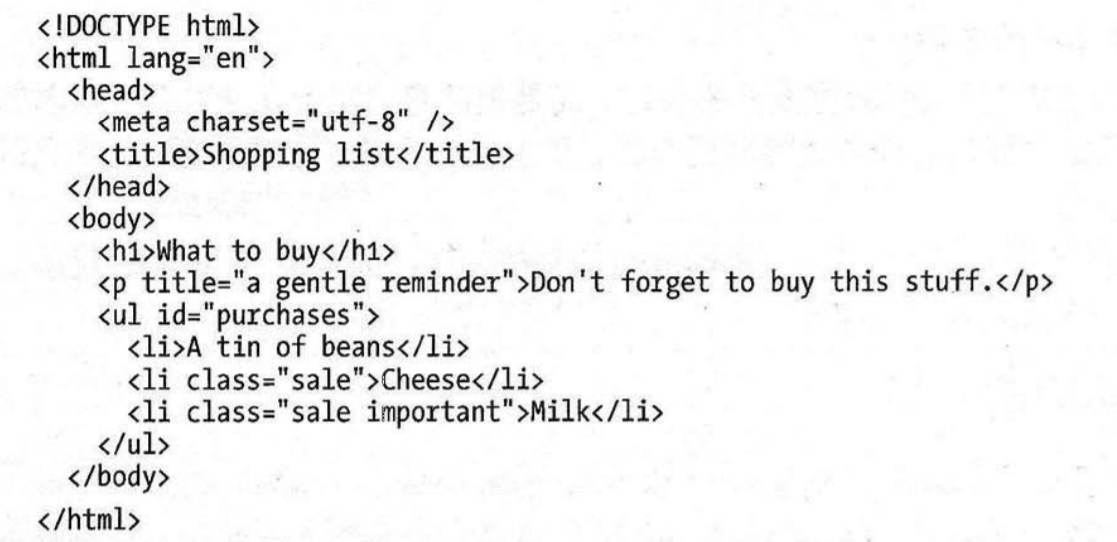 <!DOCTYPE html>
<html lang="en">
  <head>
    <meta charset="utf-8" />
    <title>Shopping list</title>
  </head>
  <body>
    <h1>What to buy</h1>
    <p title="a gentle reminder">Don't forget to buy this stuff.</p>
    <ul id="purchases">
      <li>A tin of beans</li>
      <li class="sale">Cheese</li>
      <li class="sale important">Milk</li>
    </ul>
  </body>
</html>